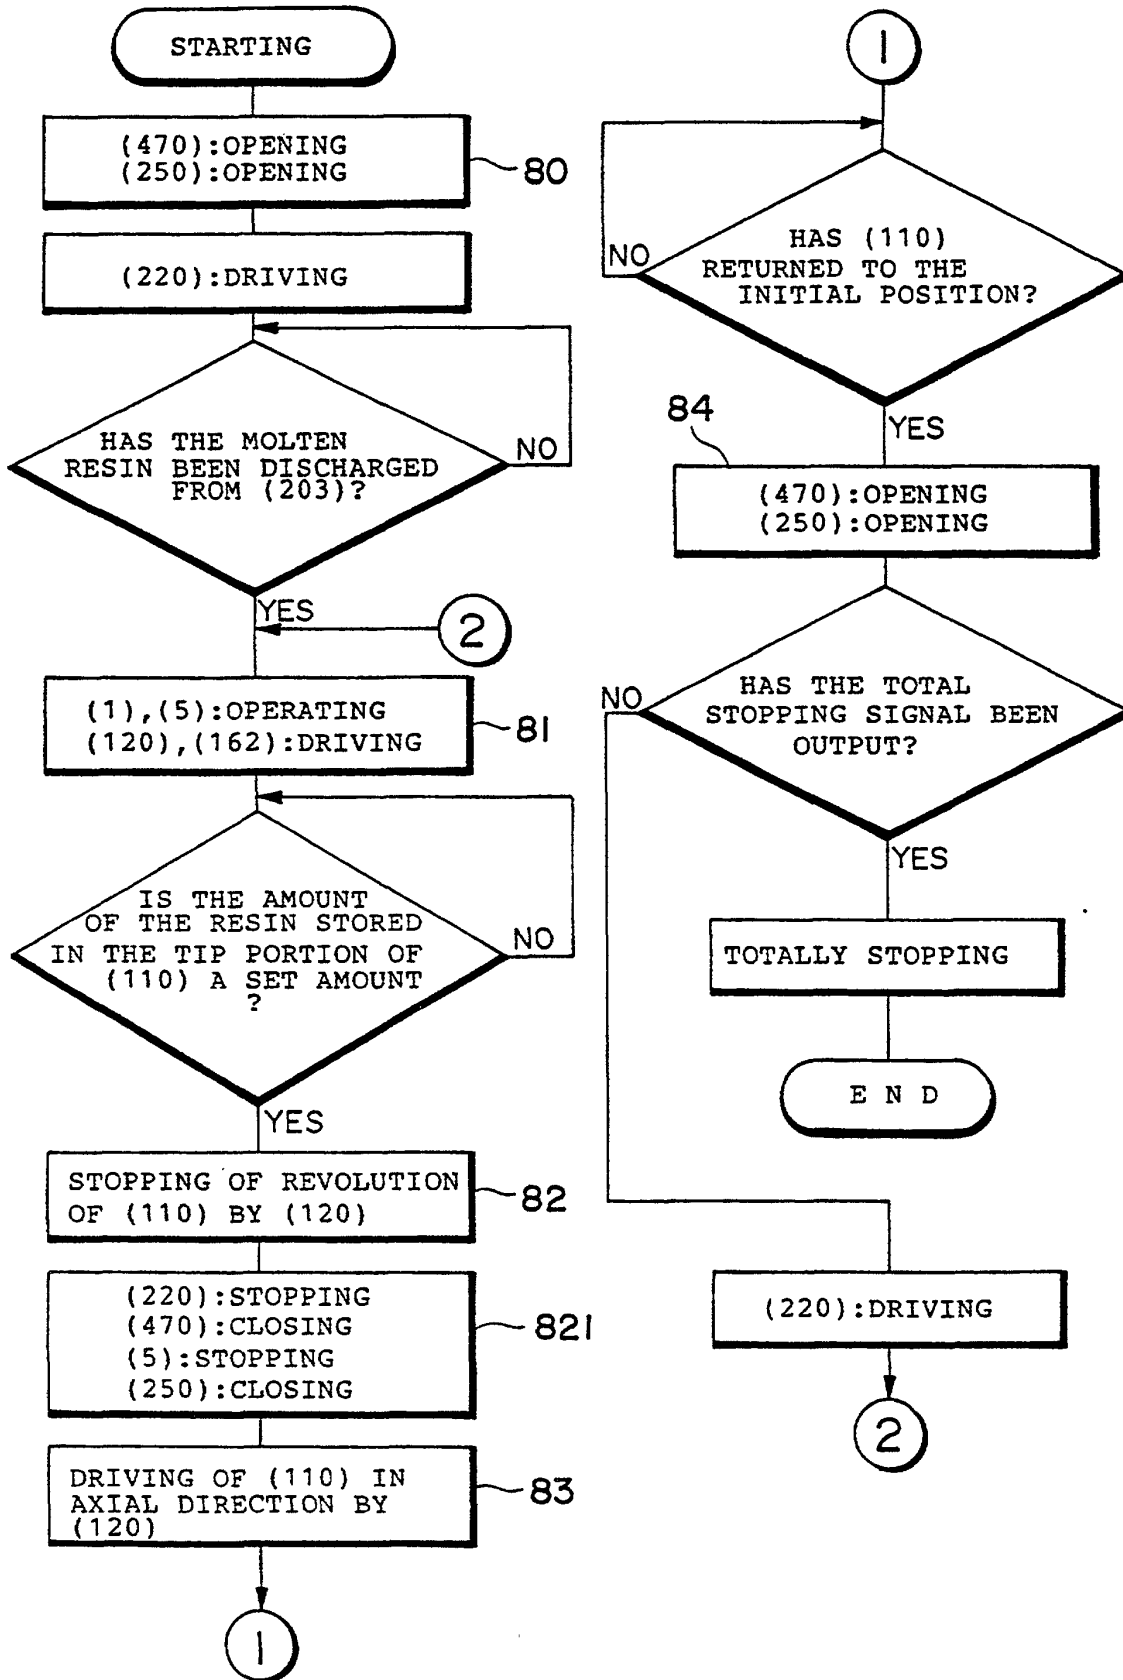 STARTING
(470):OPENING
(250):OPENING
80
(220):DRIVING
HAS THE MOLTEN
RESIN BEEN DISCHARGED
FROM (203)?
NO
YES
2
(1),(5):OPERATING
(120),(162):DRIVING
81
IS THE AMOUNT
OF THE RESIN STORED
IN THE TIP PORTION OF
(110) A SET AMOUNT
?
NO
YES
STOPPING OF REVOLUTION
OF (110) BY (120)
82
(220):STOPPING
(470):CLOSING
(5):STOPPING
(250):CLOSING
821
DRIVING OF (110) IN
AXIAL DIRECTION BY
(120)
83
1
1
HAS (110)
RETURNED TO THE
INITIAL POSITION?
NO
YES
84
(470):OPENING
(250):OPENING
HAS THE TOTAL
STOPPING SIGNAL BEEN
OUTPUT?
NO
YES
TOTALLY STOPPING
E N D
(220):DRIVING
2